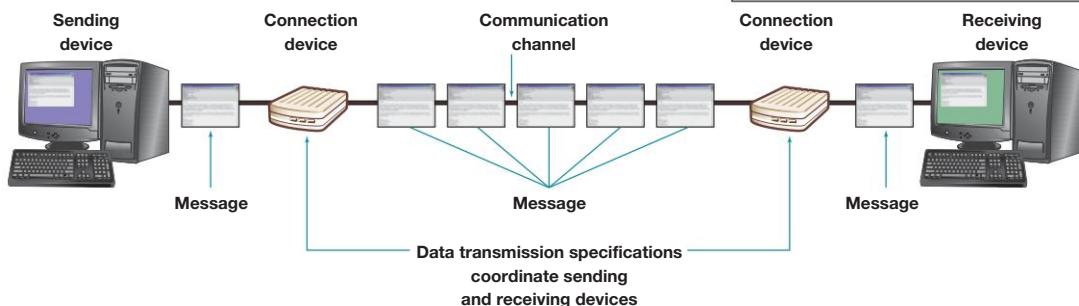 Sending
device
Connection
device
Communication
channel
Connection
device
Receiving
device
Message
Message
Message
Data transmission specifications
coordinate sending
and receiving devices